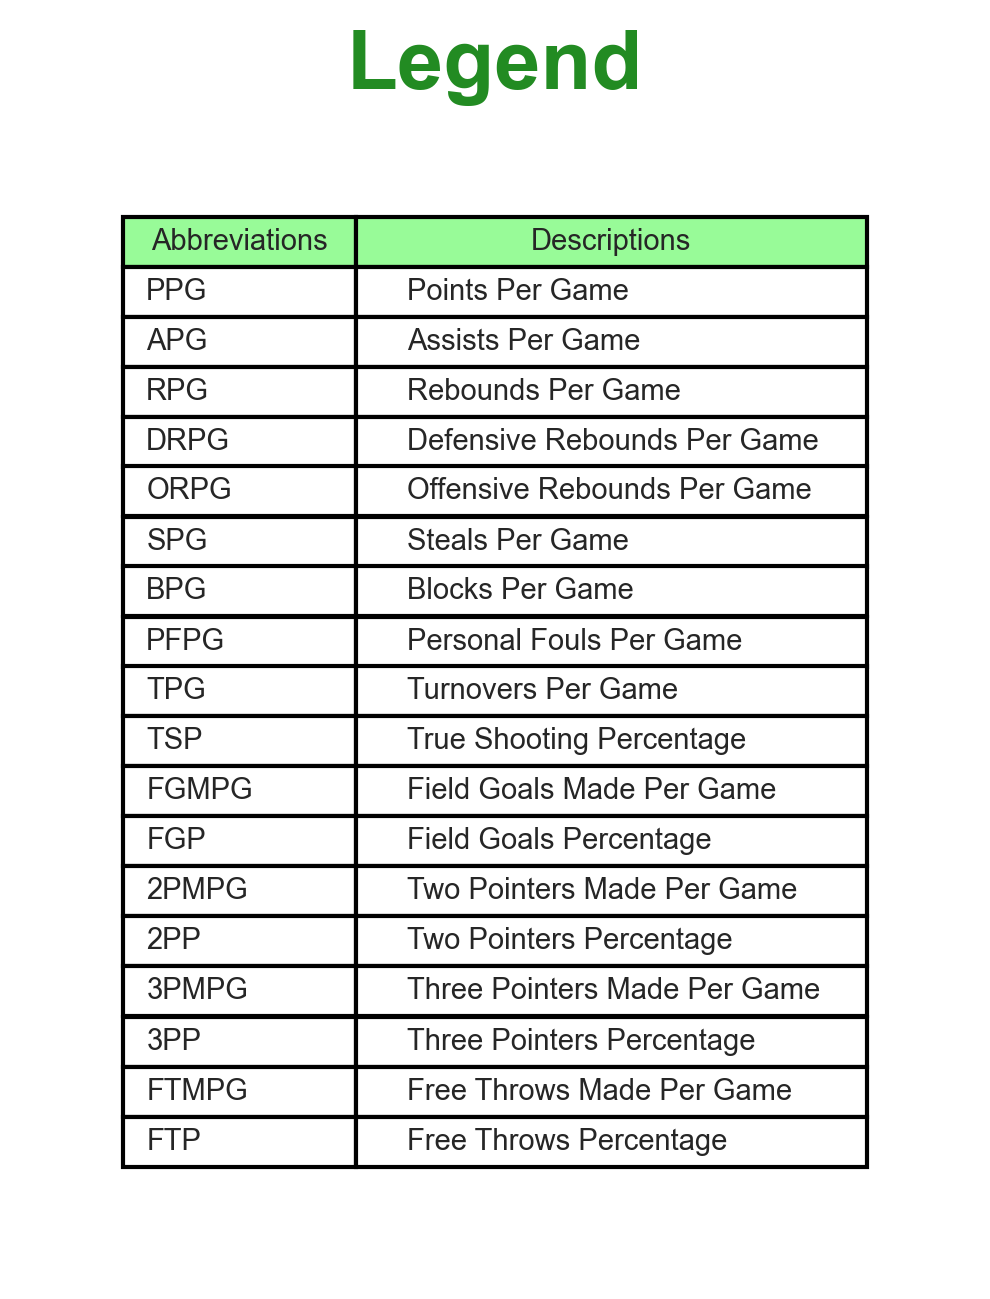 Legend
Abbreviations Descriptions
PPG Points Per Game
APG Assists Per Game
RPG Rebounds Per Game
DRPG Defensive Rebounds Per Game
ORPG Offensive Rebounds Per Game
SPG Steals Per Game
BPG Blocks Per Game
PFPG Personal Fouls Per Game
TPG Turnovers Per Game
TSP True Shooting Percentage
FGMPG Field Goals Made Per Game
FGP Field Goals Percentage
2PMPG Two Pointers Made Per Game
2PP Two Pointers Percentage
3PMPG Three Pointers Made Per Game
3PP Three Pointers Percentage
FTMPG Free Throws Made Per Game
FTP Free Throws Percentage